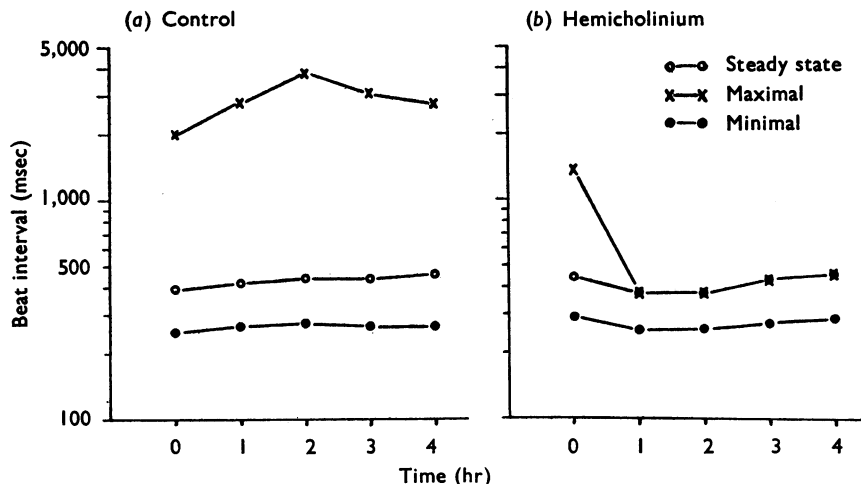 (a) Control
(b) Hemicholinium
5,000
1,000
500
100
Beat interval (msec)
Steady state
Maximal
Minimal
0 1 2 3 4
0 1 2 3 4
Time (hr)